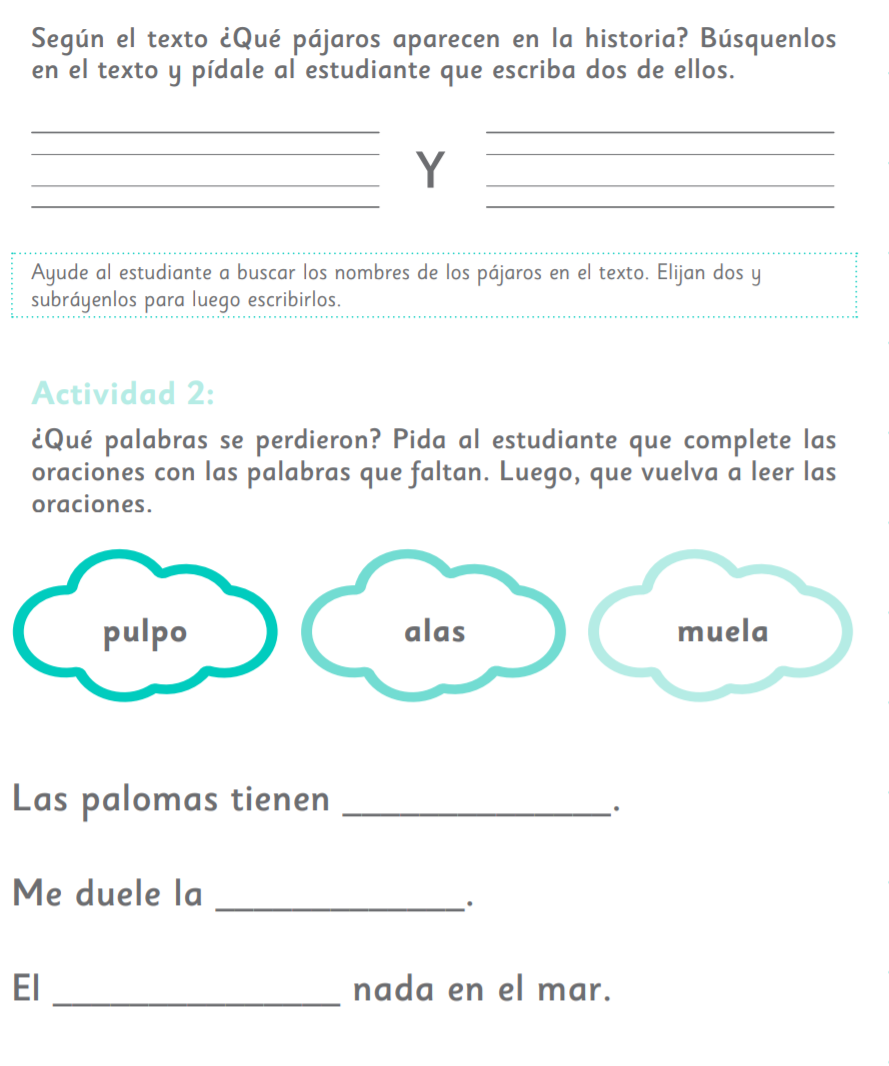 Según el texto ¿Qué pájaros aparecen en la historia? Búsquenlos
en el texto y pídale al estudiante que escriba dos de ellos.
Y
Ayude al estudiante a buscar los nombres de los pájaros en el texto. Elijan dos y
subráyenlos para luego escribirlos.
Actividad 2:
¿Qué palabras se perdieron? Pida al estudiante que complete las
oraciones con las palabras que faltan. Luego, que vuelva a leer las
oraciones.
pulpo alas muela
Las palomas tienen ______________.
Me duele la _____________.
El _______________ nada en el mar.